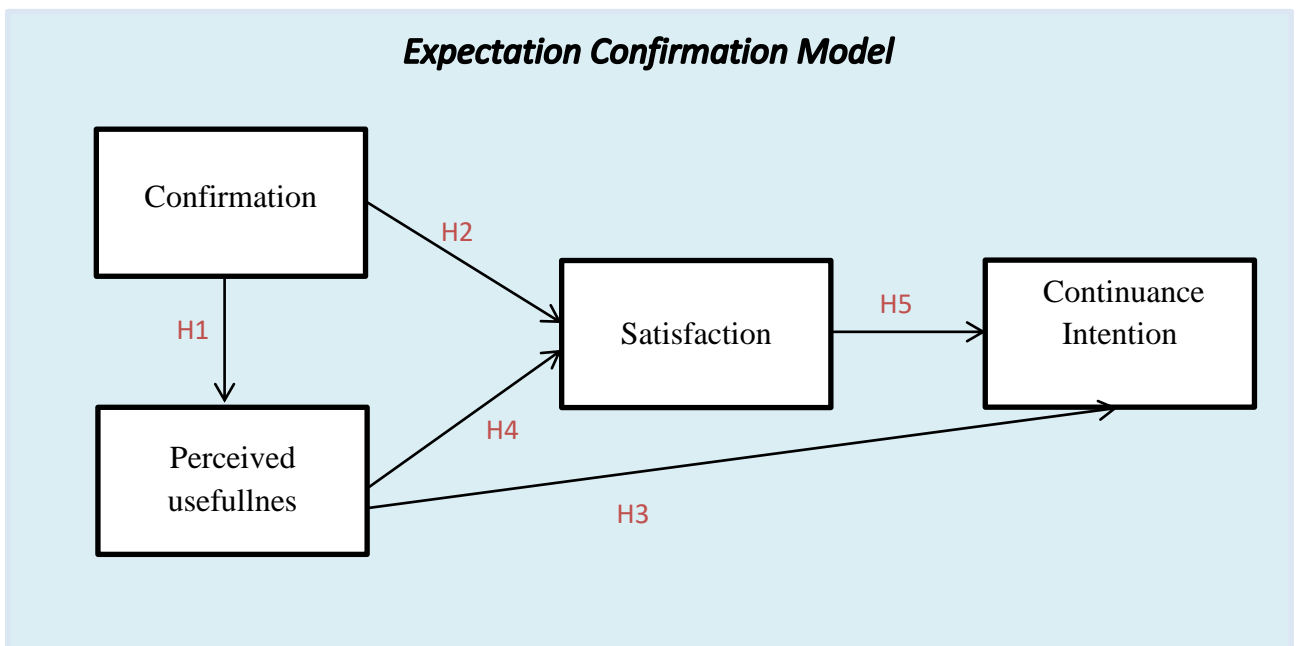 Expectation Confirmation Model
Confirmation
H2
H1
Satisfaction
H5
Continuance
Intention
Perceived
usefullnes
H4
H3